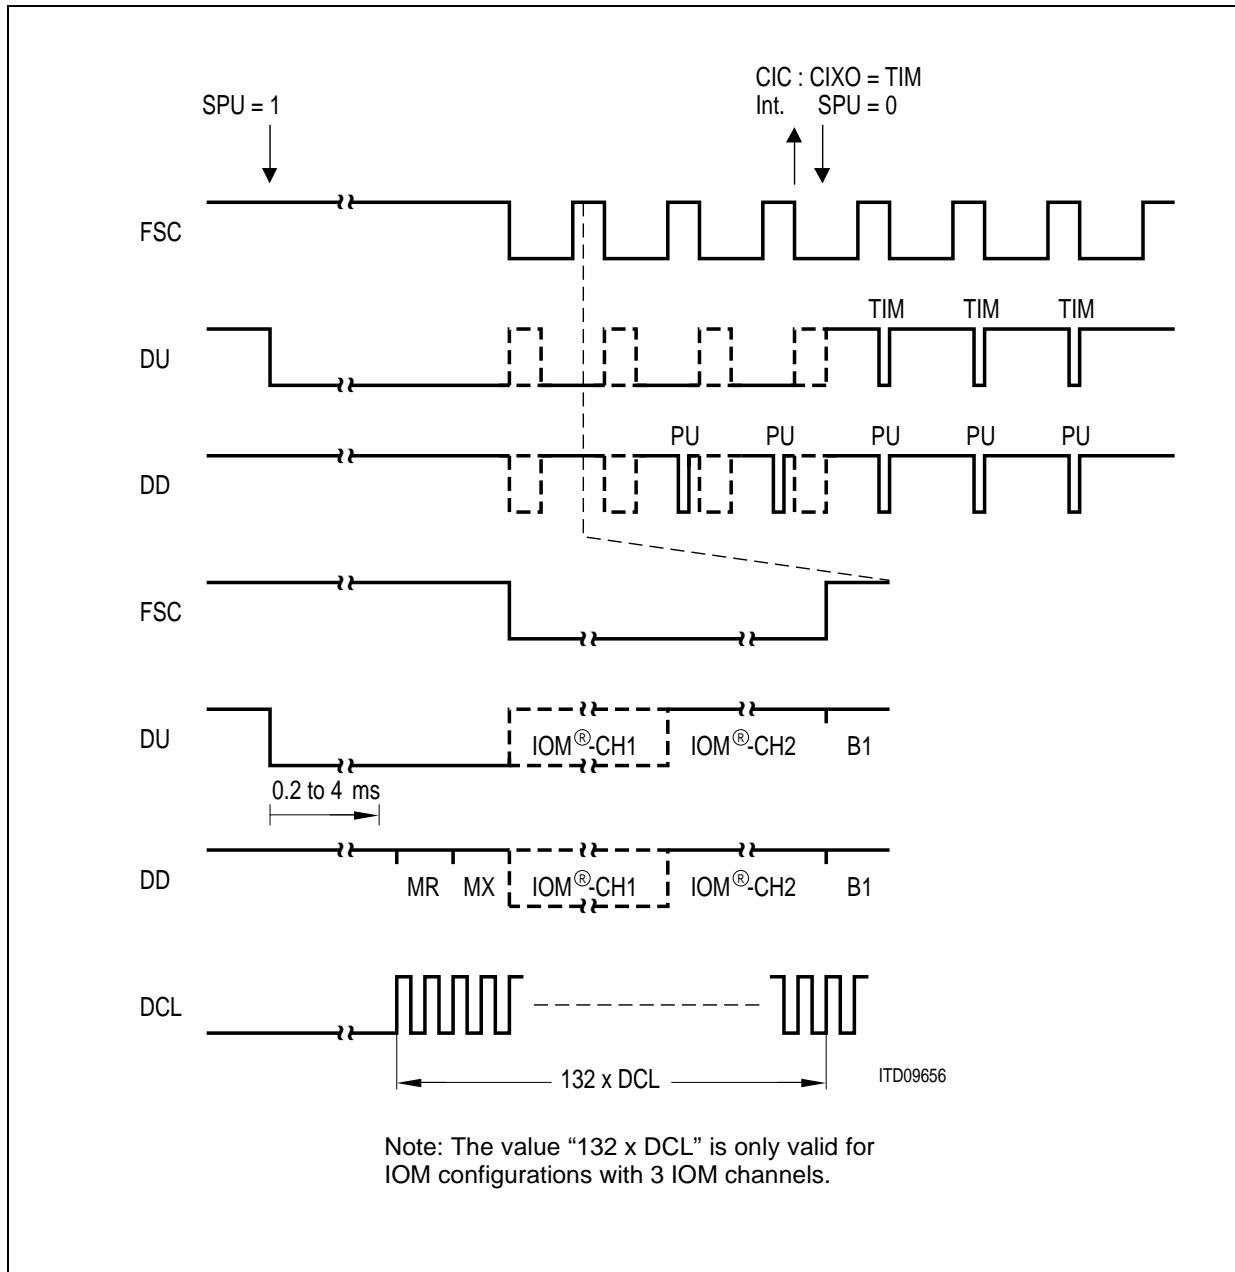 CIC : CIXO = TIM
SPU = 1
Int. SPU = 0
FSC
TIM TIM TIM
DU
PU PU PU PU PU
DD
FSC
DU
IOM®-CH1 IOM®-CH2 B1
0.2 to 4 ms
DD
MR MX IOM®-CH1 IOM®-CH2 B1
DCL
132 x DCL
ITD09656
Note: The value “132 x DCL” is only valid for
IOM configurations with 3 IOM channels.